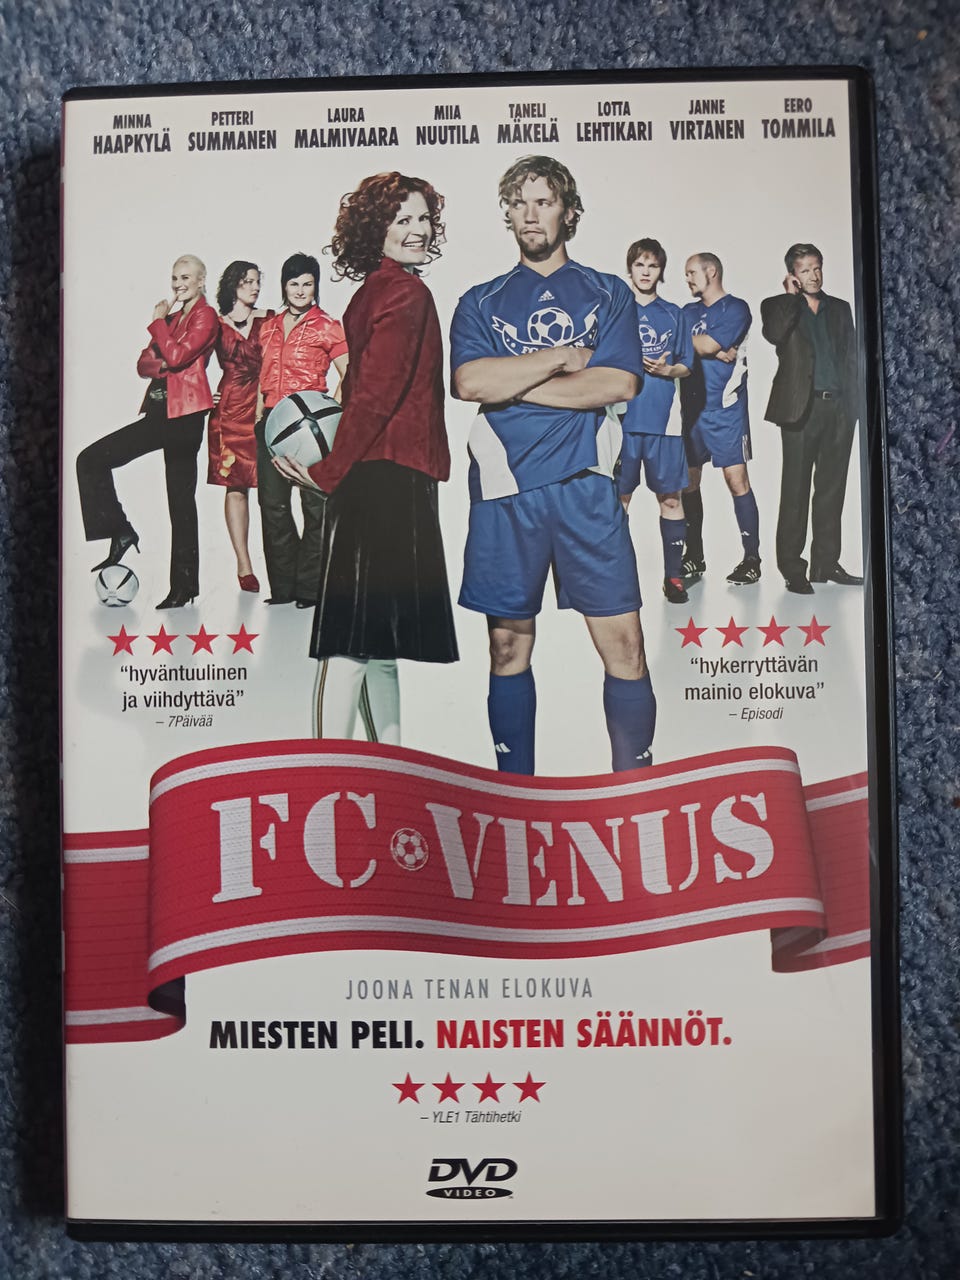 MINNA PETTERI LAURA MIIA TANELI LOTTA JANNE EERO
HAAPKYLÄ SUMMANEN MALMIVAARA NUUTILA MÄKELÄ LEHTIKARI VIRTANEN TOMMILA
adidas
★★★★
"hyväntuulinen
ja viihdyttävä"
– 7Päivää
★★★★
"hykerryttävän
mainio elokuva"
– Episodi
FC VENUS
JOONA TENAN ELOKUVA
MIESTEN PELI. NAISTEN SÄÄNNÖT.
★★★★
– YLE1 Tähtihetki
DVD
VIDEO